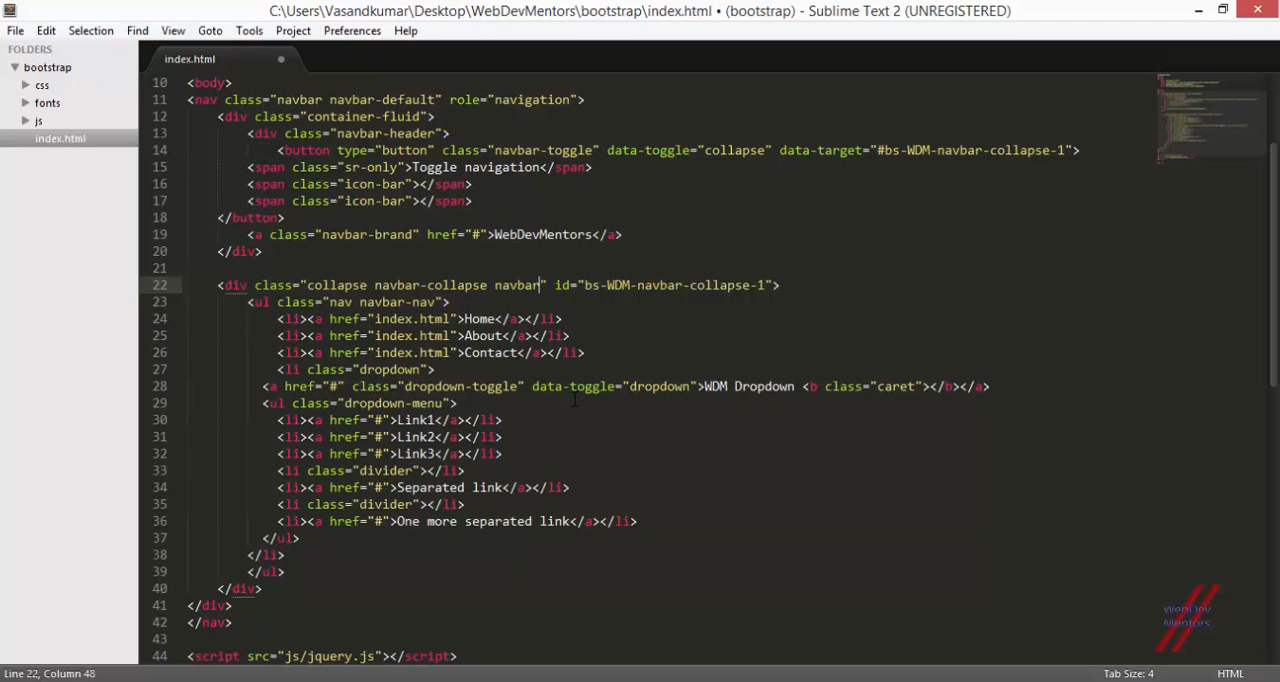 C:\Users\Vasandkumar\Desktop\WebDevMentors\bootstrap\index.html • (bootstrap) - Sublime Text 2 (UNREGISTERED)
File Edit Selection Find View Goto Tools Project Preferences Help
FOLDERS
bootstrap
css
fonts
js
index.html
index.html
10 <body>
11 <nav class="navbar navbar-default" role="navigation">
12 <div class="container-fluid">
13 <div class="navbar-header">
14 <button type="button" class="navbar-toggle" data-toggle="collapse" data-target="#bs-WDM-navbar-collapse-1">
15 <span class="sr-only">Toggle navigation</span>
16 <span class="icon-bar"></span>
17 <span class="icon-bar"></span>
18 </button>
19 <a class="navbar-brand" href="#">WebDevMentors</a>
20 </div>
21
22 <div class="collapse navbar-collapse navbar" id="bs-WDM-navbar-collapse-1">
23 <ul class="nav navbar-nav">
24 <li><a href="index.html">Home</a></li>
25 <li><a href="index.html">About</a></li>
26 <li><a href="index.html">Contact</a></li>
27 <li class="dropdown">
28 <a href="#" class="dropdown-toggle" data-toggle="dropdown">WDM Dropdown <b class="caret"></b></a>
29 <ul class="dropdown-menu">
30 <li><a href="#">Link1</a></li>
31 <li><a href="#">Link2</a></li>
32 <li><a href="#">Link3</a></li>
33 <li class="divider"></li>
34 <li><a href="#">Separated link</a></li>
35 <li class="divider"></li>
36 <li><a href="#">One more separated link</a></li>
37 </ul>
38 </li>
39 </ul>
40 </div>
41 </div>
42 </nav>
43
44 <script src="js/jquery.js"></script>
WebDev
Mentors
Line 22, Column 48
Tab Size: 4
HTML